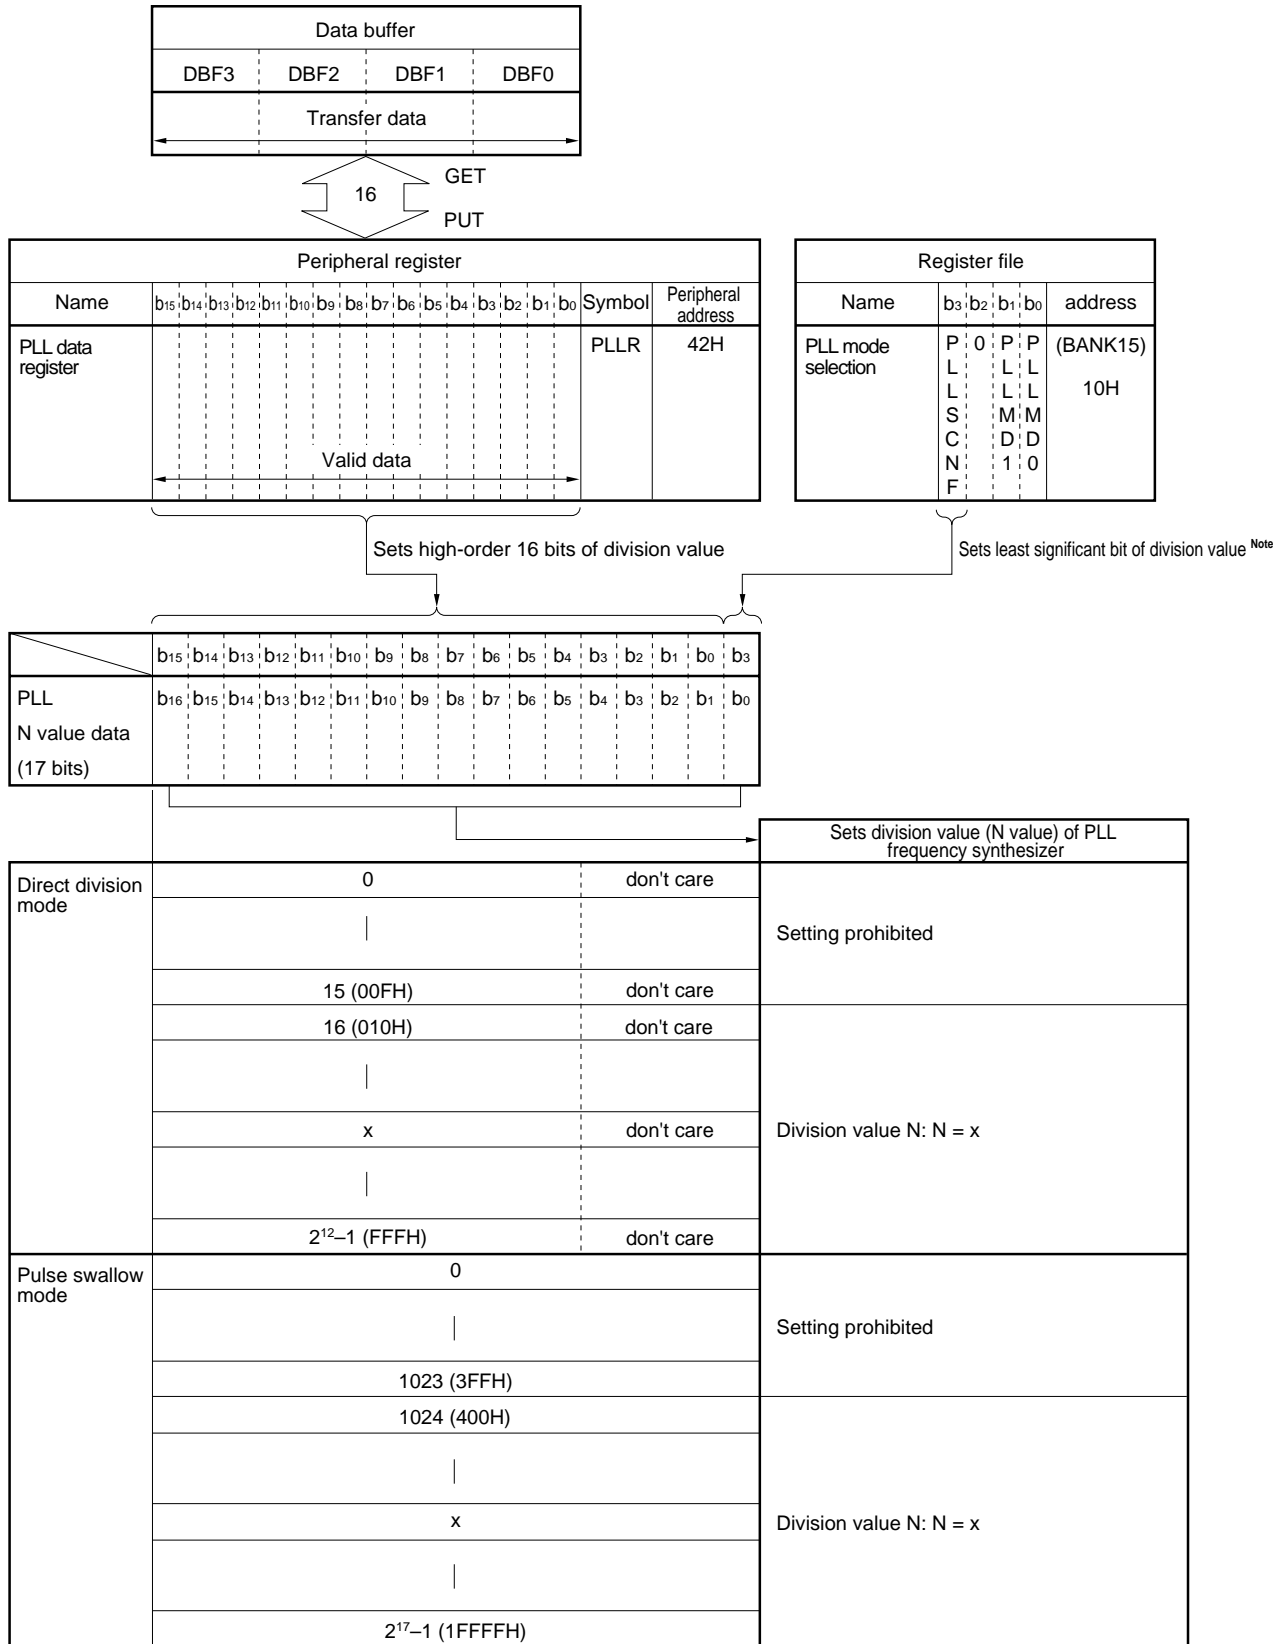 Data buffer
DBF3 DBF2 DBF1 DBF0
Transfer data
16
GET
PUT
Peripheral register
Name b15 b14 b13 b12 b11 b10 b9 b8 b7 b6 b5 b4 b3 b2 b1 b0 Symbol Peripheral address
PLL data register
PLLR 42H
Valid data
Register file
Name b3 b2 b1 b0 address
PLL mode selection
PLLSCNF 0 PLLMD1 PLLMD0
(BANK15)
10H
Sets high-order 16 bits of division value
Sets least significant bit of division value Note
b15 b14 b13 b12 b11 b10 b9 b8 b7 b6 b5 b4 b3 b2 b1 b0 b3
PLL b16 b15 b14 b13 b12 b11 b10 b9 b8 b7 b6 b5 b4 b3 b2 b1 b0
N value data
(17 bits)
Sets division value (N value) of PLL
frequency synthesizer
Direct division
mode
0 don't care
Setting prohibited
15 (00FH) don't care
16 (010H) don't care
x don't care
Division value N: N = x
2¹²–1 (FFFH) don't care
Pulse swallow
mode
0
Setting prohibited
1023 (3FFH)
1024 (400H)
x
Division value N: N = x
2¹⁷–1 (1FFFFH)